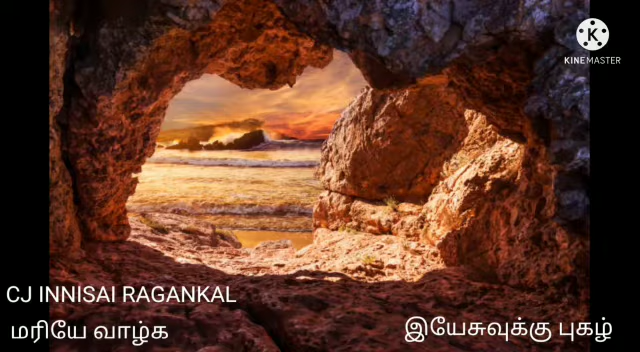 K
KINEMASTER
CJ INNISAI RAGANKAL
மரியே வாழ்க
இயேசுவுக்கு புகழ்